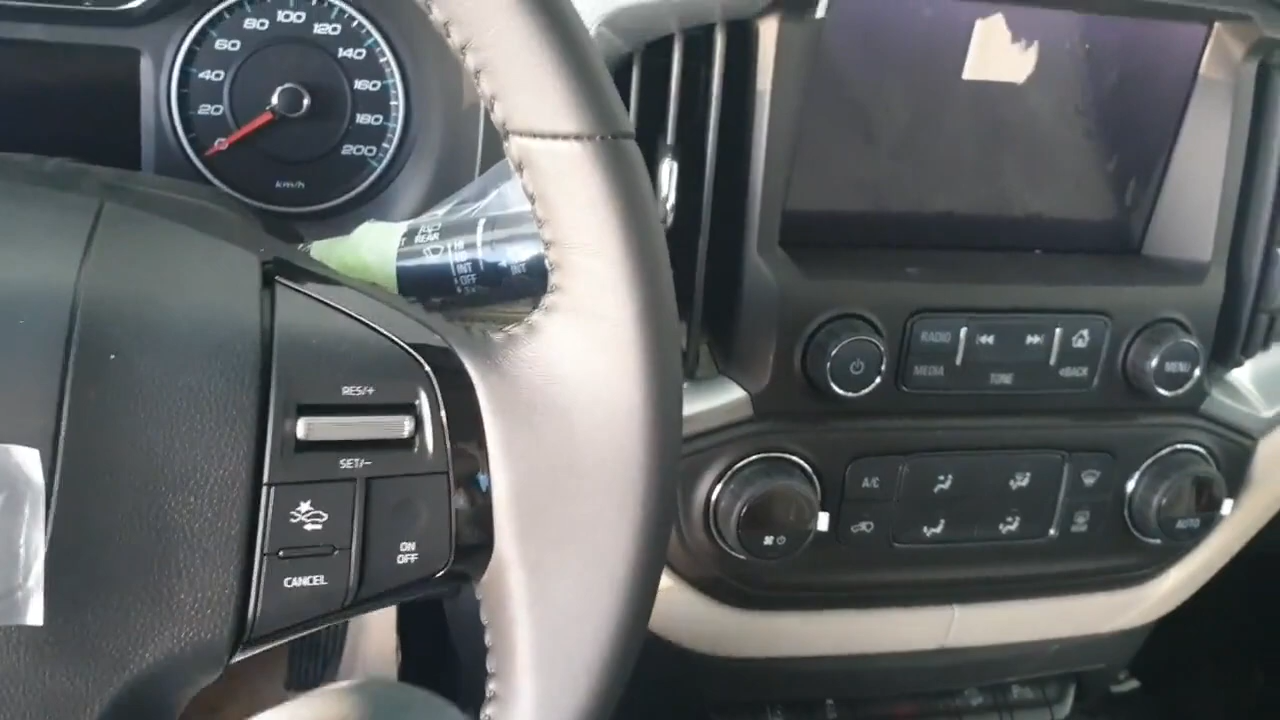 0
20
40
60
80
100
120
140
160
180
200
km/h
REAR
INT
OFF
INT
RES/+
SET/-
CANCEL
ON
OFF
RADIO
MEDIA
TONE
BACK
MENU
A/C
AUTO